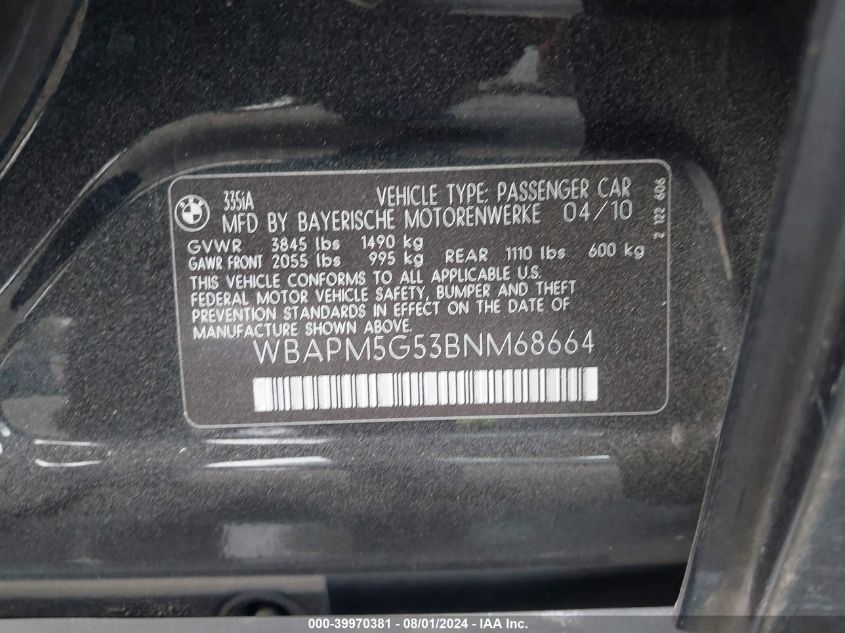 335iA VEHICLE TYPE: PASSENGER CAR
MFD BY BAYERISCHE MOTORENWERKE 04/10
GVWR 3845 lbs 1490 kg
GAWR FRONT 2055 lbs 995 kg REAR 1110 lbs 600 kg
THIS VEHICLE CONFORMS TO ALL APPLICABLE U.S.
FEDERAL MOTOR VEHICLE SAFETY, BUMPER AND THEFT
PREVENTION STANDARDS IN EFFECT ON THE DATE OF
MANUFACTURE SHOWN ABOVE.
WBAPM5G53BNM68664
2 122 606
000-39970381 - 08/01/2024 - IAA Inc.